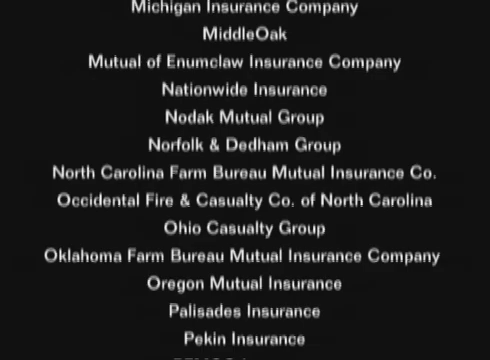 Michigan Insurance Company
MiddleOak
Mutual of Enumclaw Insurance Company
Nationwide Insurance
Nodak Mutual Group
Norfolk & Dedham Group
North Carolina Farm Bureau Mutual Insurance Co.
Occidental Fire & Casualty Co. of North Carolina
Ohio Casualty Group
Oklahoma Farm Bureau Mutual Insurance Company
Oregon Mutual Insurance
Palisades Insurance
Pekin Insurance